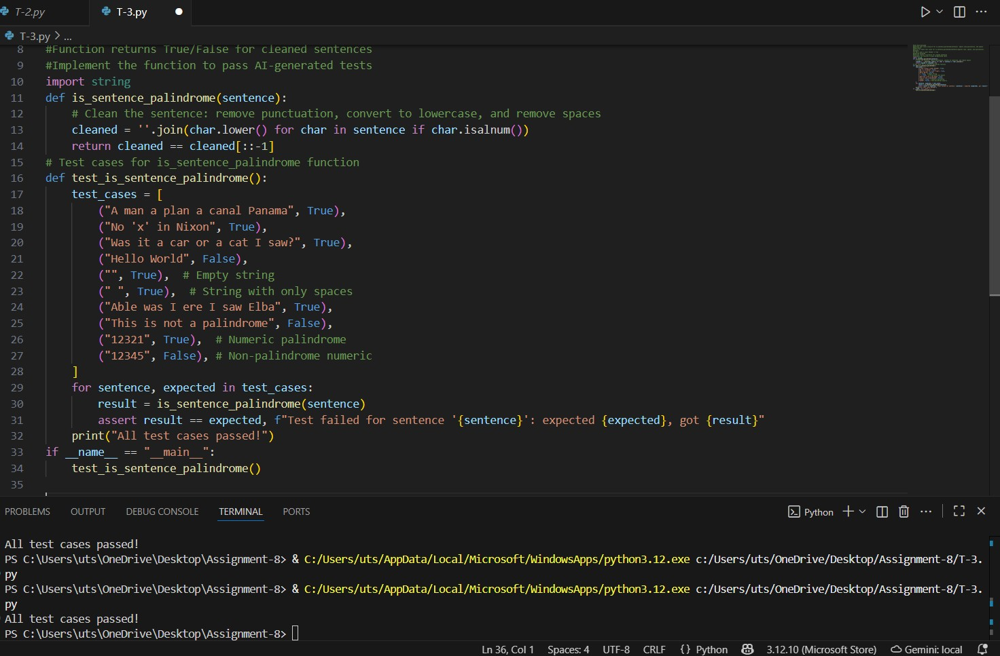 T-2.py
T-3.py
T-3.py > ...
8 #Function returns True/False for cleaned sentences
9 #Implement the function to pass AI-generated tests
10 import string
11 def is_sentence_palindrome(sentence):
12     # Clean the sentence: remove punctuation, convert to lowercase, and remove spaces
13     cleaned = ''.join(char.lower() for char in sentence if char.isalnum())
14     return cleaned == cleaned[::-1]
15 # Test cases for is_sentence_palindrome function
16 def test_is_sentence_palindrome():
17     test_cases = [
18         ("A man a plan a canal Panama", True),
19         ("No 'x' in Nixon", True),
20         ("Was it a car or a cat I saw?", True),
21         ("Hello World", False),
22         ("", True),  # Empty string
23         (" ", True),  # String with only spaces
24         ("Able was I ere I saw Elba", True),
25         ("This is not a palindrome", False),
26         ("12321", True),  # Numeric palindrome
27         ("12345", False), # Non-palindrome numeric
28     ]
29     for sentence, expected in test_cases:
30         result = is_sentence_palindrome(sentence)
31         assert result == expected, f"Test failed for sentence '{sentence}': expected {expected}, got {result}"
32     print("All test cases passed!")
33 if __name__ == "__main__":
34     test_is_sentence_palindrome()
35
PROBLEMS OUTPUT DEBUG CONSOLE TERMINAL PORTS
Python
All test cases passed!
PS C:\Users\uts\OneDrive\Desktop\Assignment-8> & C:/Users/uts/AppData/Local/Microsoft/WindowsApps/python3.12.exe c:/Users/uts/OneDrive/Desktop/Assignment-8/T-3.
py
PS C:\Users\uts\OneDrive\Desktop\Assignment-8> & C:/Users/uts/AppData/Local/Microsoft/WindowsApps/python3.12.exe c:/Users/uts/OneDrive/Desktop/Assignment-8/T-3.
py
All test cases passed!
PS C:\Users\uts\OneDrive\Desktop\Assignment-8>
Ln 36, Col 1 Spaces: 4 UTF-8 CRLF {} Python 3.12.10 (Microsoft Store) Gemini: local